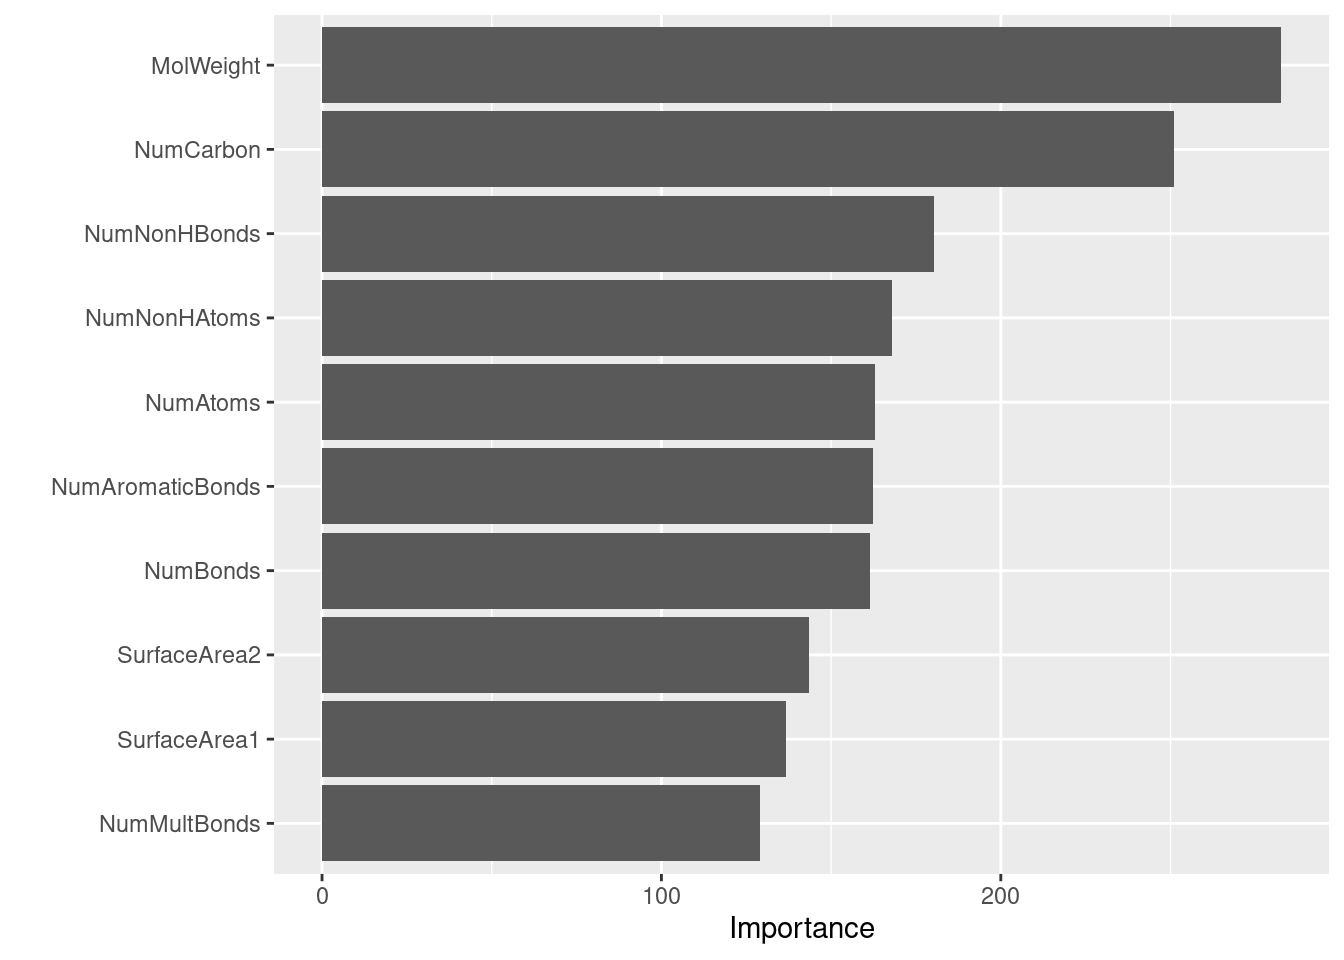 MolWeight
NumCarbon
NumNonHBonds
NumNonHAtoms
NumAtoms
NumAromaticBonds
NumBonds
SurfaceArea2
SurfaceArea1
NumMultBonds
0 100 200
Importance